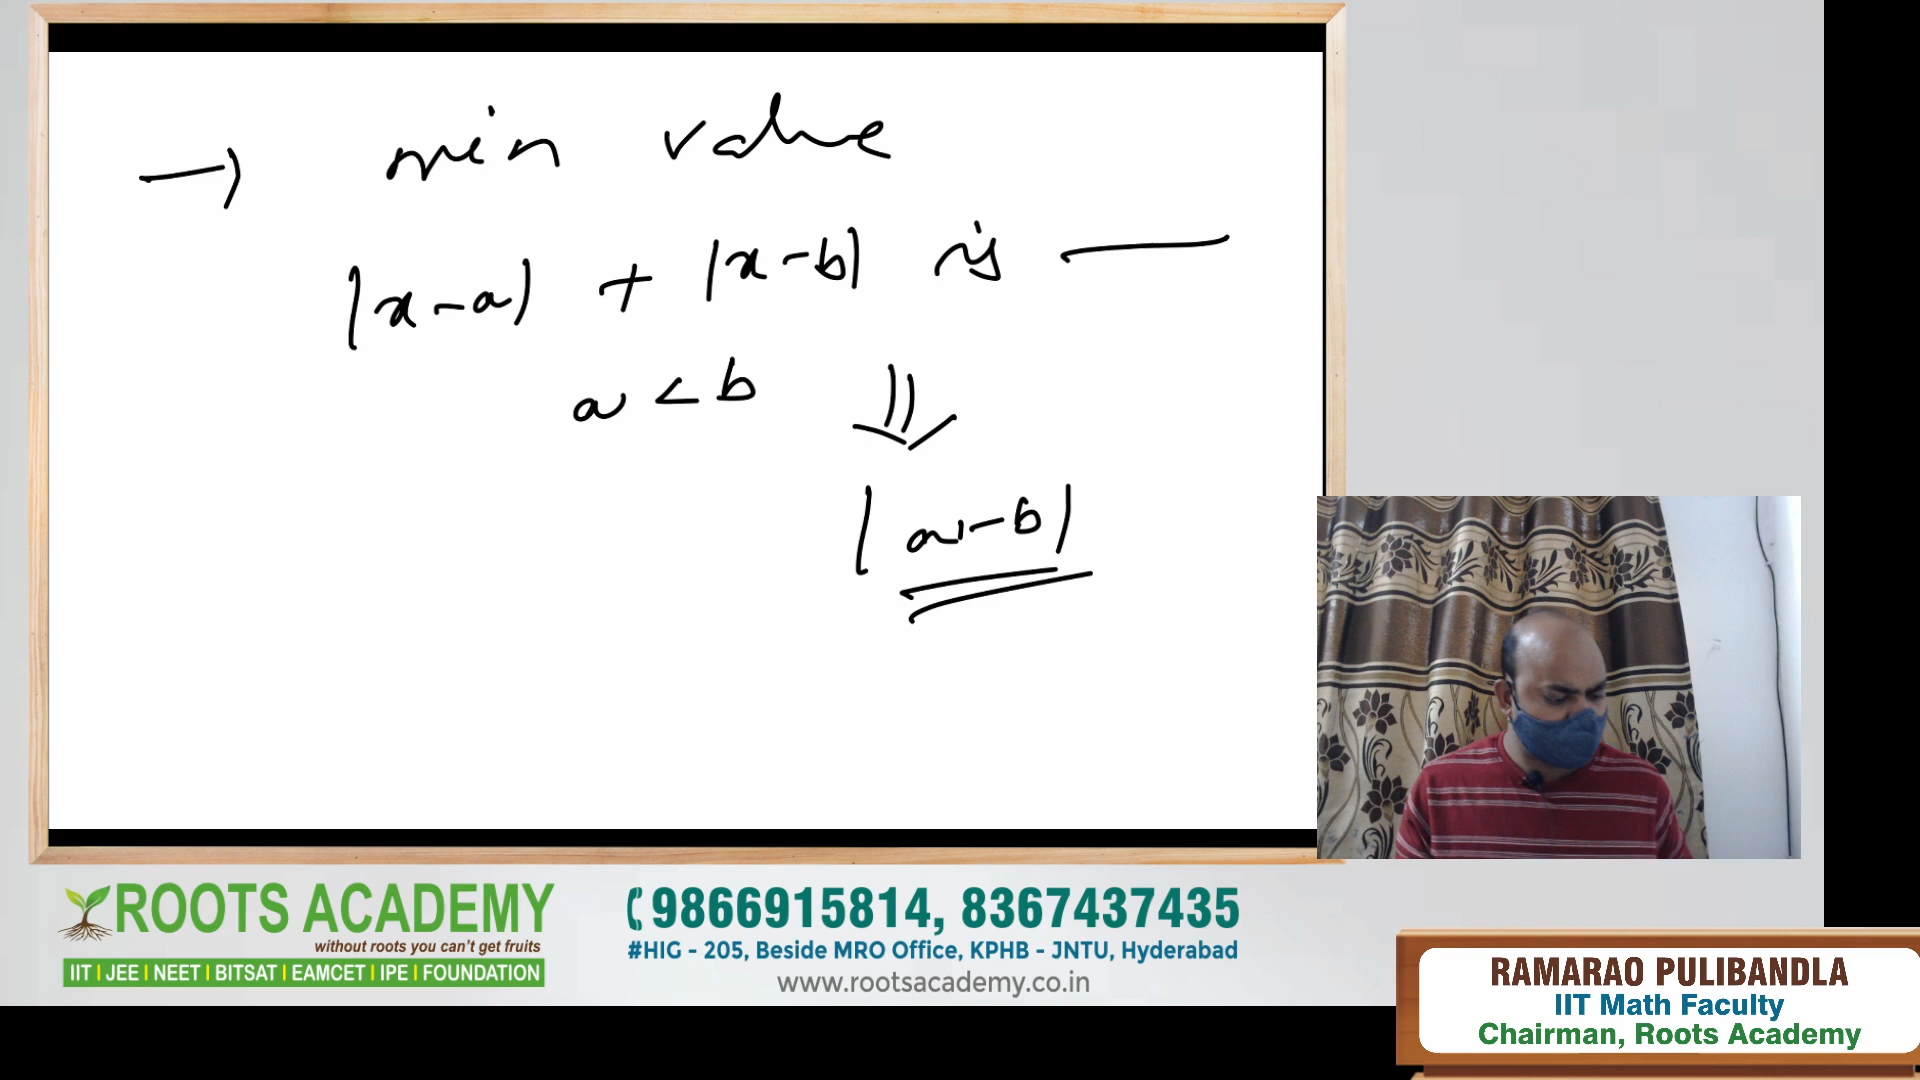 → min value
|x-a| + |x-b| is ___
a < b
|a-b|
ROOTS ACADEMY
without roots you can't get fruits
IIT | JEE | NEET | BITSAT | EAMCET | IPE | FOUNDATION
9866915814, 8367437435
#HIG - 205, Beside MRO Office, KPHB - JNTU, Hyderabad
www.rootsacademy.co.in
RAMARAO PULIBANDLA
IIT Math Faculty
Chairman, Roots Academy